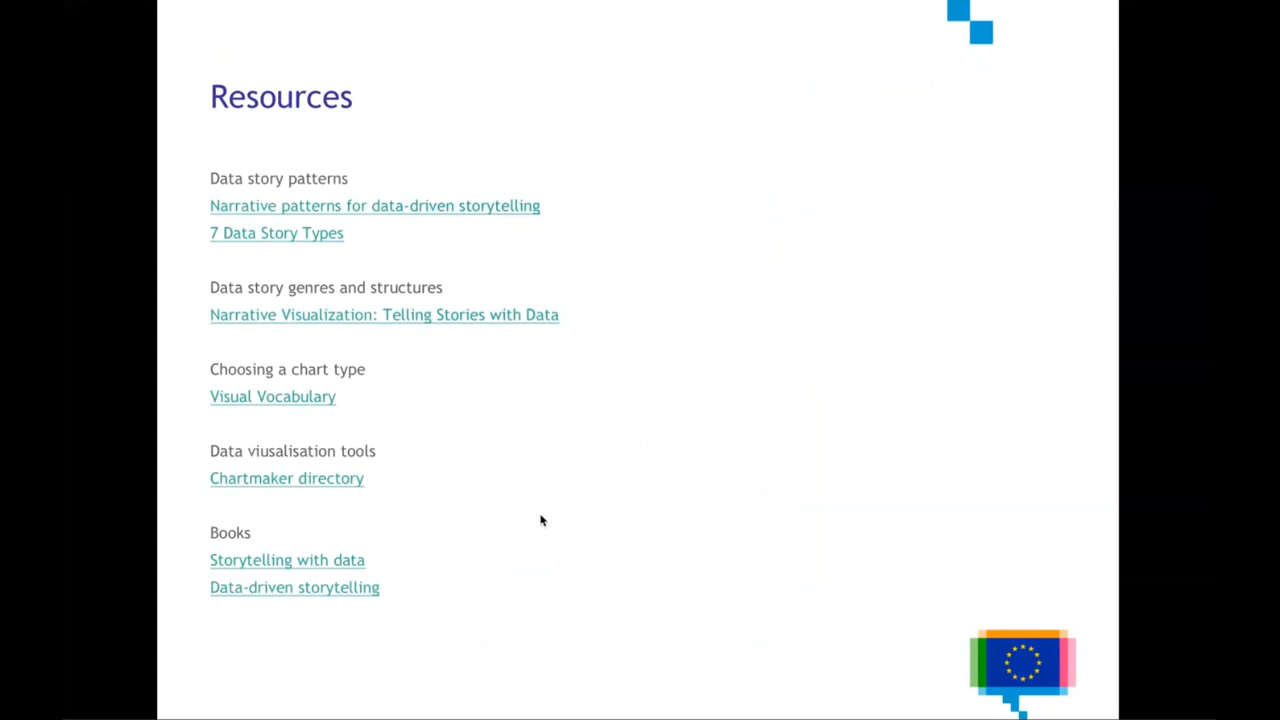 Resources
Data story patterns
Narrative patterns for data-driven storytelling
7 Data Story Types
Data story genres and structures
Narrative Visualization: Telling Stories with Data
Choosing a chart type
Visual Vocabulary
Data viusalisation tools
Chartmaker directory
Books
Storytelling with data
Data-driven storytelling